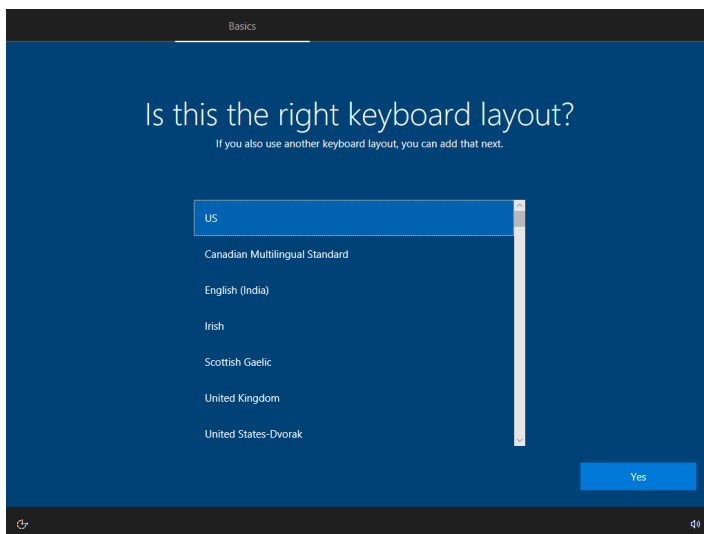 Basics
Is this the right keyboard layout?
If you also use another keyboard layout, you can add that next.
US
Canadian Multilingual Standard
English (India)
Irish
Scottish Gaelic
United Kingdom
United States-Dvorak
Yes